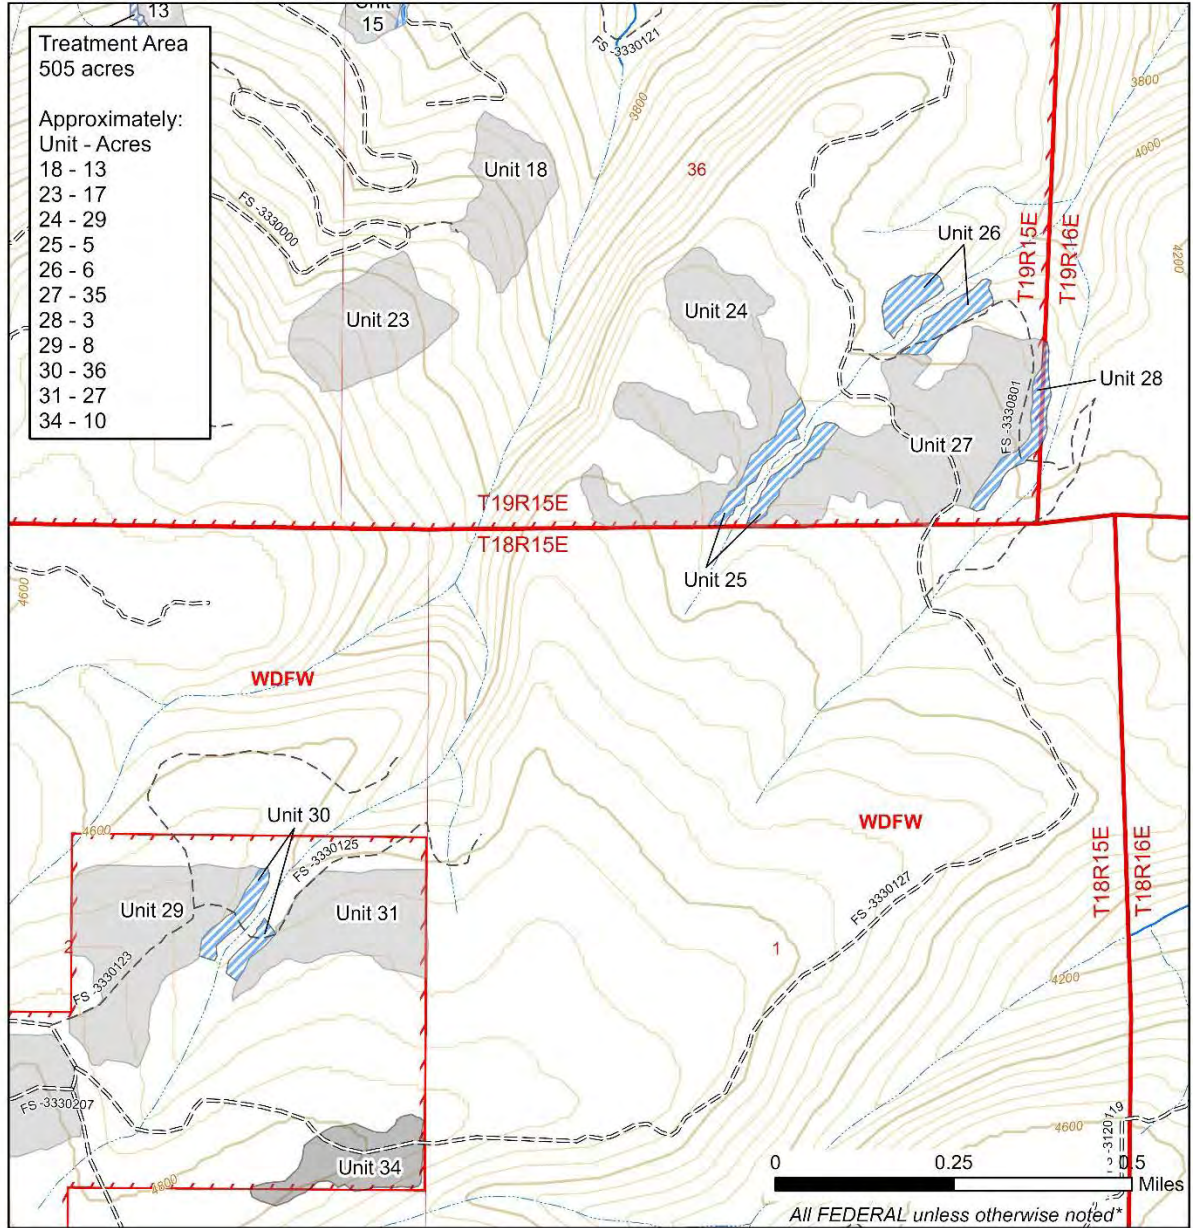 13
Unit
15
Treatment Area
505 acres
Approximately:
Unit - Acres
18 - 13
23 - 17
24 - 29
25 - 5
26 - 6
27 - 35
28 - 3
29 - 8
30 - 36
31 - 27
34 - 10
FS -3330121
3800
3800
4000
36
Unit 18
FS -3330000
T19R15E
T19R16E
4200
Unit 26
Unit 24
Unit 23
Unit 28
FS -3330801
Unit 27
T19R15E
T18R15E
Unit 25
4600
WDFW
Unit 30
4600
FS -3330125
WDFW
T18R15E
T18R16E
FS -3330127
Unit 29
Unit 31
2
1
FS -3330123
4200
FS -3330207
-3120119
4600
Unit 34
4800
0
0.25
0.5
Miles
All FEDERAL unless otherwise noted*